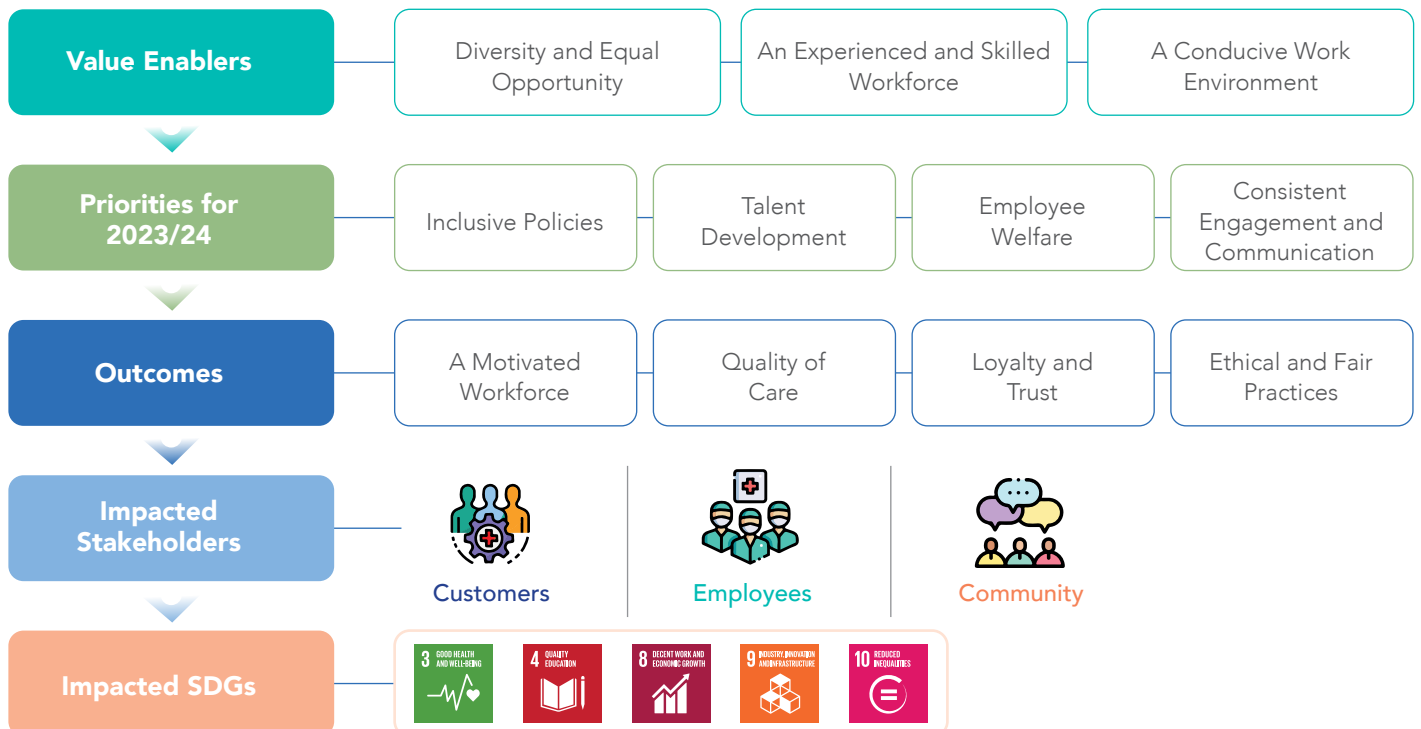 Value Enablers
Diversity and Equal
Opportunity
An Experienced and Skilled
Workforce
A Conducive Work
Environment
Priorities for
2023/24
Inclusive Policies
Talent
Development
Employee
Welfare
Consistent
Engagement and
Communication
Outcomes
A Motivated
Workforce
Quality of
Care
Loyalty and
Trust
Ethical and Fair
Practices
Impacted
Stakeholders
Customers
Employees
Community
Impacted SDGs
3 GOOD HEALTH
AND WELL-BEING
4 QUALITY
EDUCATION
8 DECENT WORK AND
ECONOMIC GROWTH
9 INDUSTRY, INNOVATION
AND INFRASTRUCTURE
10 REDUCED
INEQUALITIES